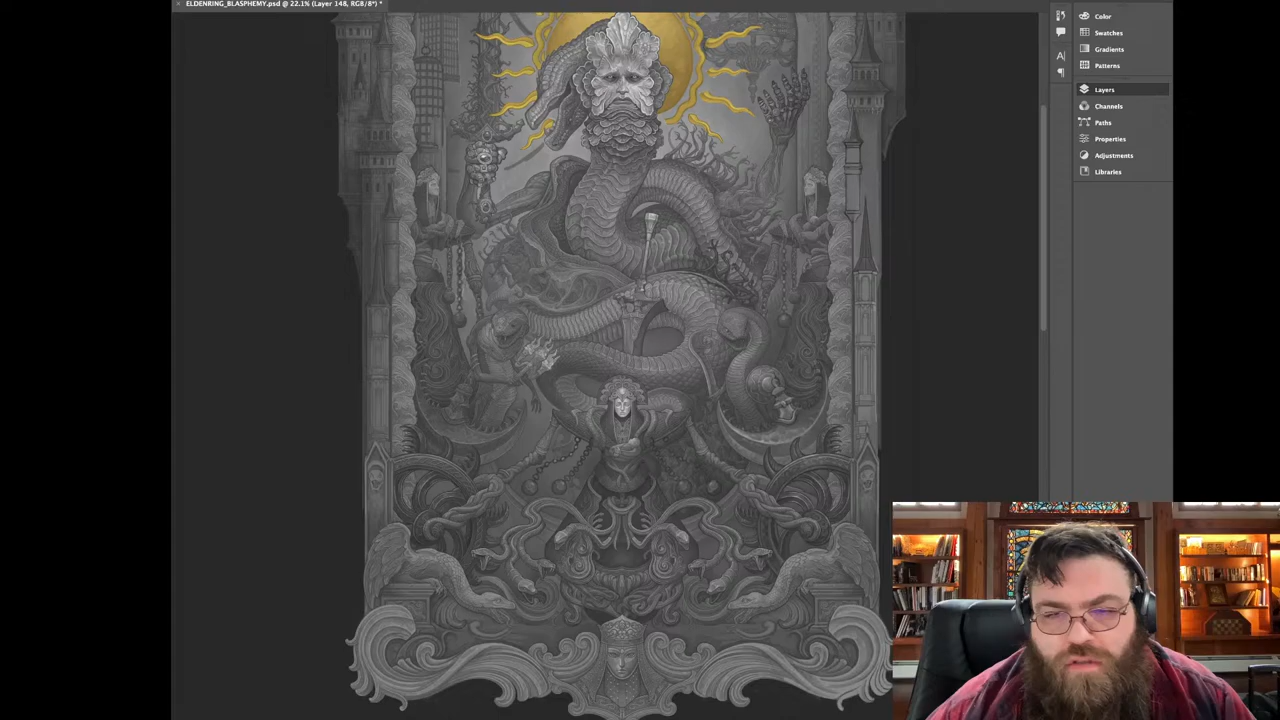 × ELDENRING_BLASPHEMY.psd @ 22.1% (Layer 148, RGB/8*) *
Color
Swatches
Gradients
Patterns
Layers
Channels
Paths
Properties
Adjustments
Libraries